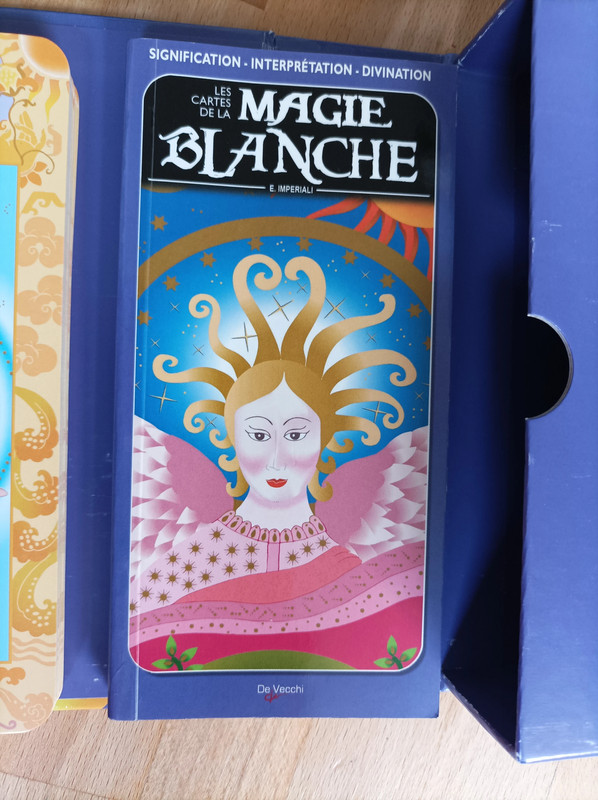 SIGNIFICATION - INTERPRÉTATION - DIVINATION
LES
CARTES
DE LA
MAGIE
BLANCHE
E. IMPERIALI
De Vecchi